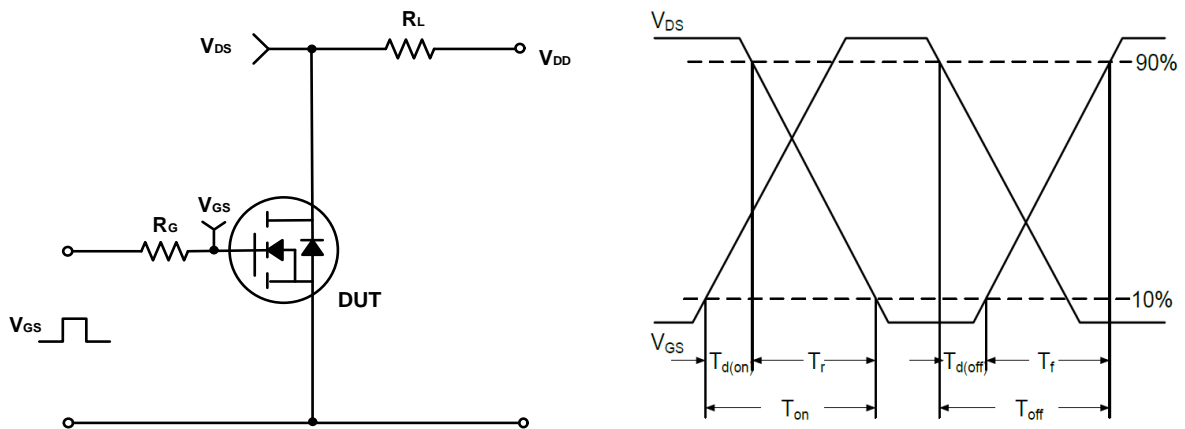 RL
VDS
VDD
VGS
RG
DUT
VGS
VDS
90%
10%
VGS
Td(on)
Tr
Td(off)
Tf
Ton
Toff